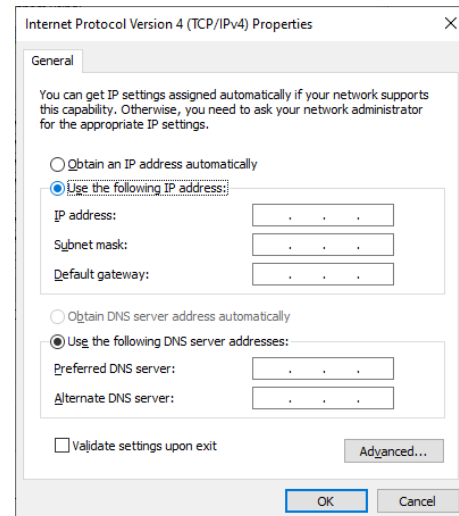 Internet Protocol Version 4 (TCP/IPv4) Properties
General
You can get IP settings assigned automatically if your network supports
this capability. Otherwise, you need to ask your network administrator
for the appropriate IP settings.
Obtain an IP address automatically
Use the following IP address:
IP address:
Subnet mask:
Default gateway:
Obtain DNS server address automatically
Use the following DNS server addresses:
Preferred DNS server:
Alternate DNS server:
Validate settings upon exit
Advanced...
OK Cancel